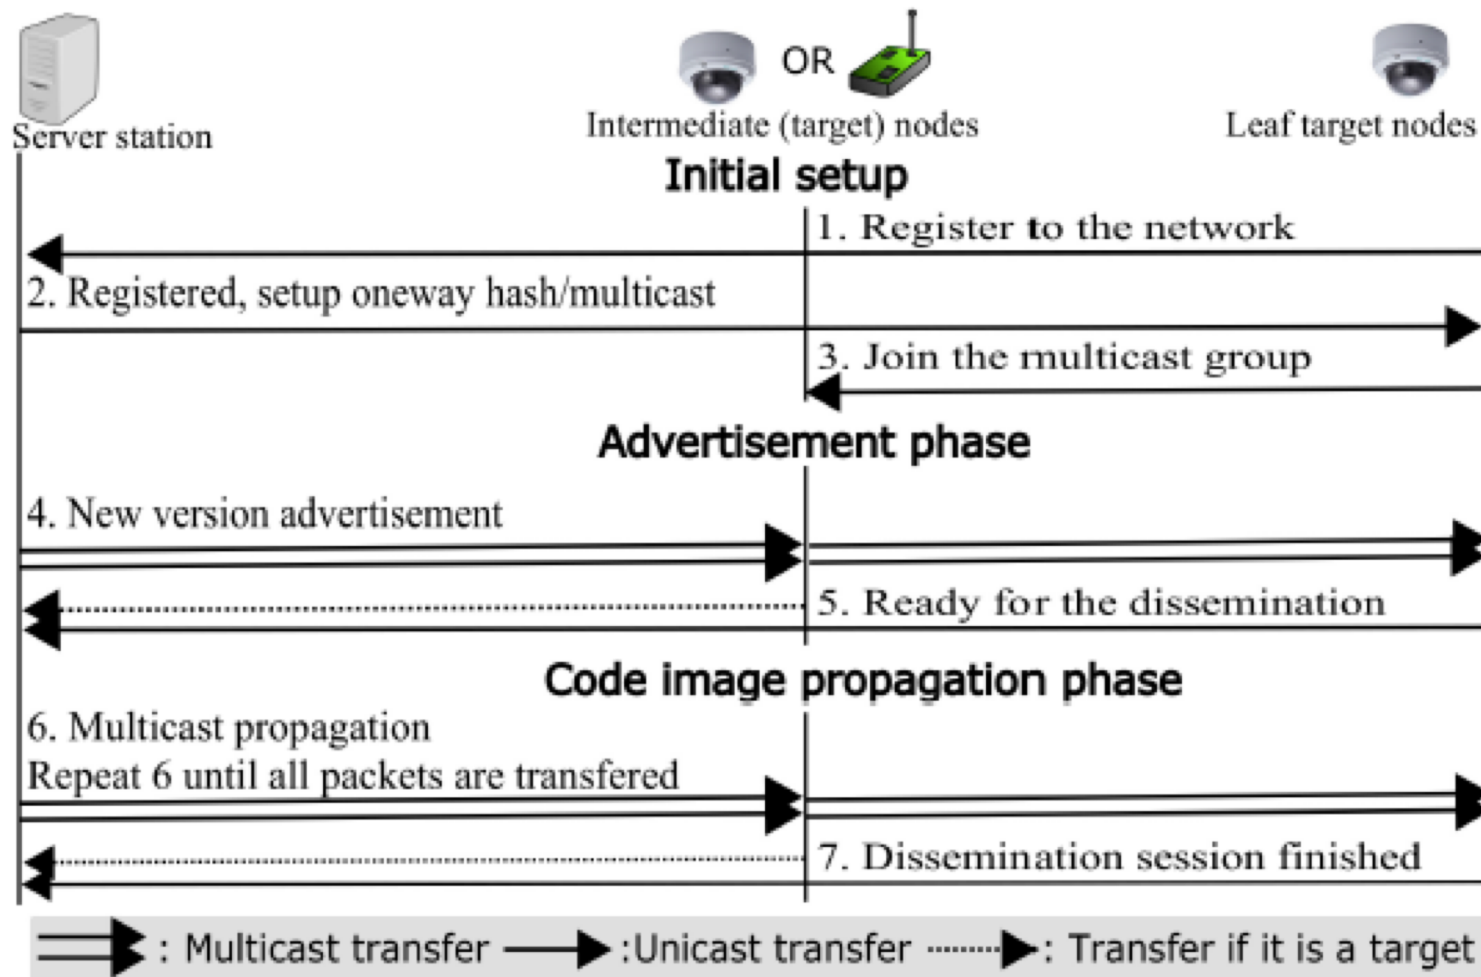 OR
Server station
Intermediate (target) nodes
Leaf target nodes
Initial setup
1. Register to the network
2. Registered, setup oneway hash/multicast
3. Join the multicast group
Advertisement phase
4. New version advertisement
5. Ready for the dissemination
Code image propagation phase
6. Multicast propagation
Repeat 6 until all packets are transfered
7. Dissemination session finished
: Multicast transfer
:Unicast transfer
: Transfer if it is a target